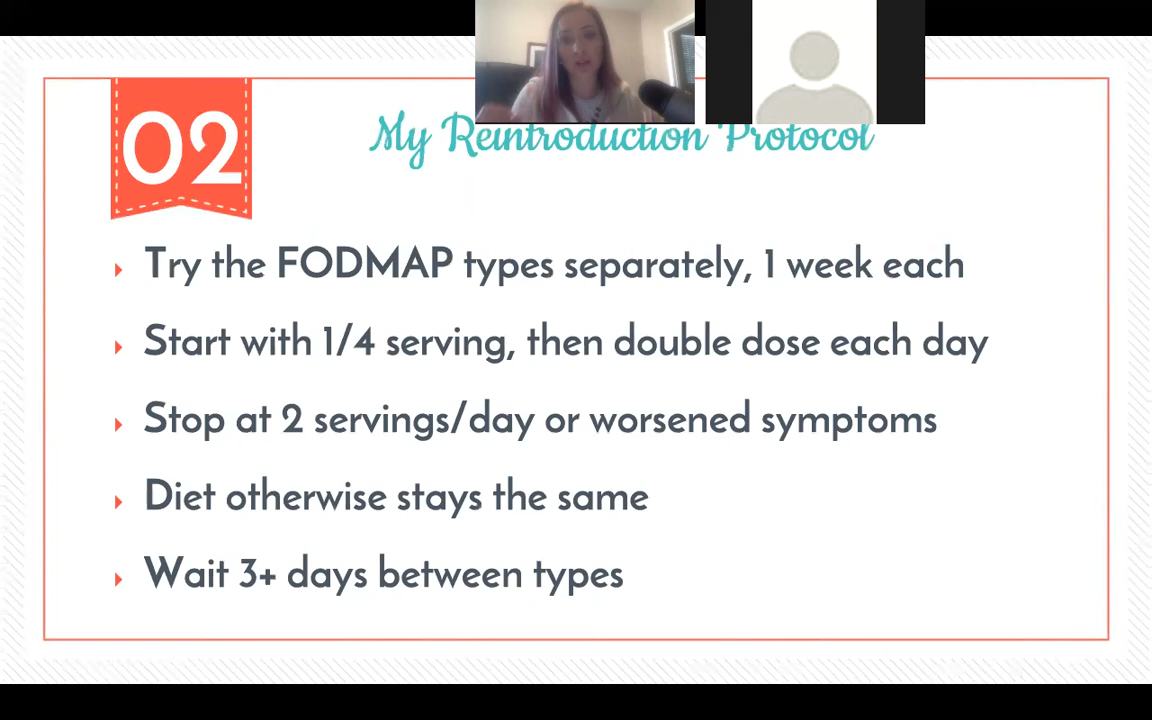 02
My Reintroduction Protocol
Try the FODMAP types separately, 1 week each
Start with 1/4 serving, then double dose each day
Stop at 2 servings/day or worsened symptoms
Diet otherwise stays the same
Wait 3+ days between types